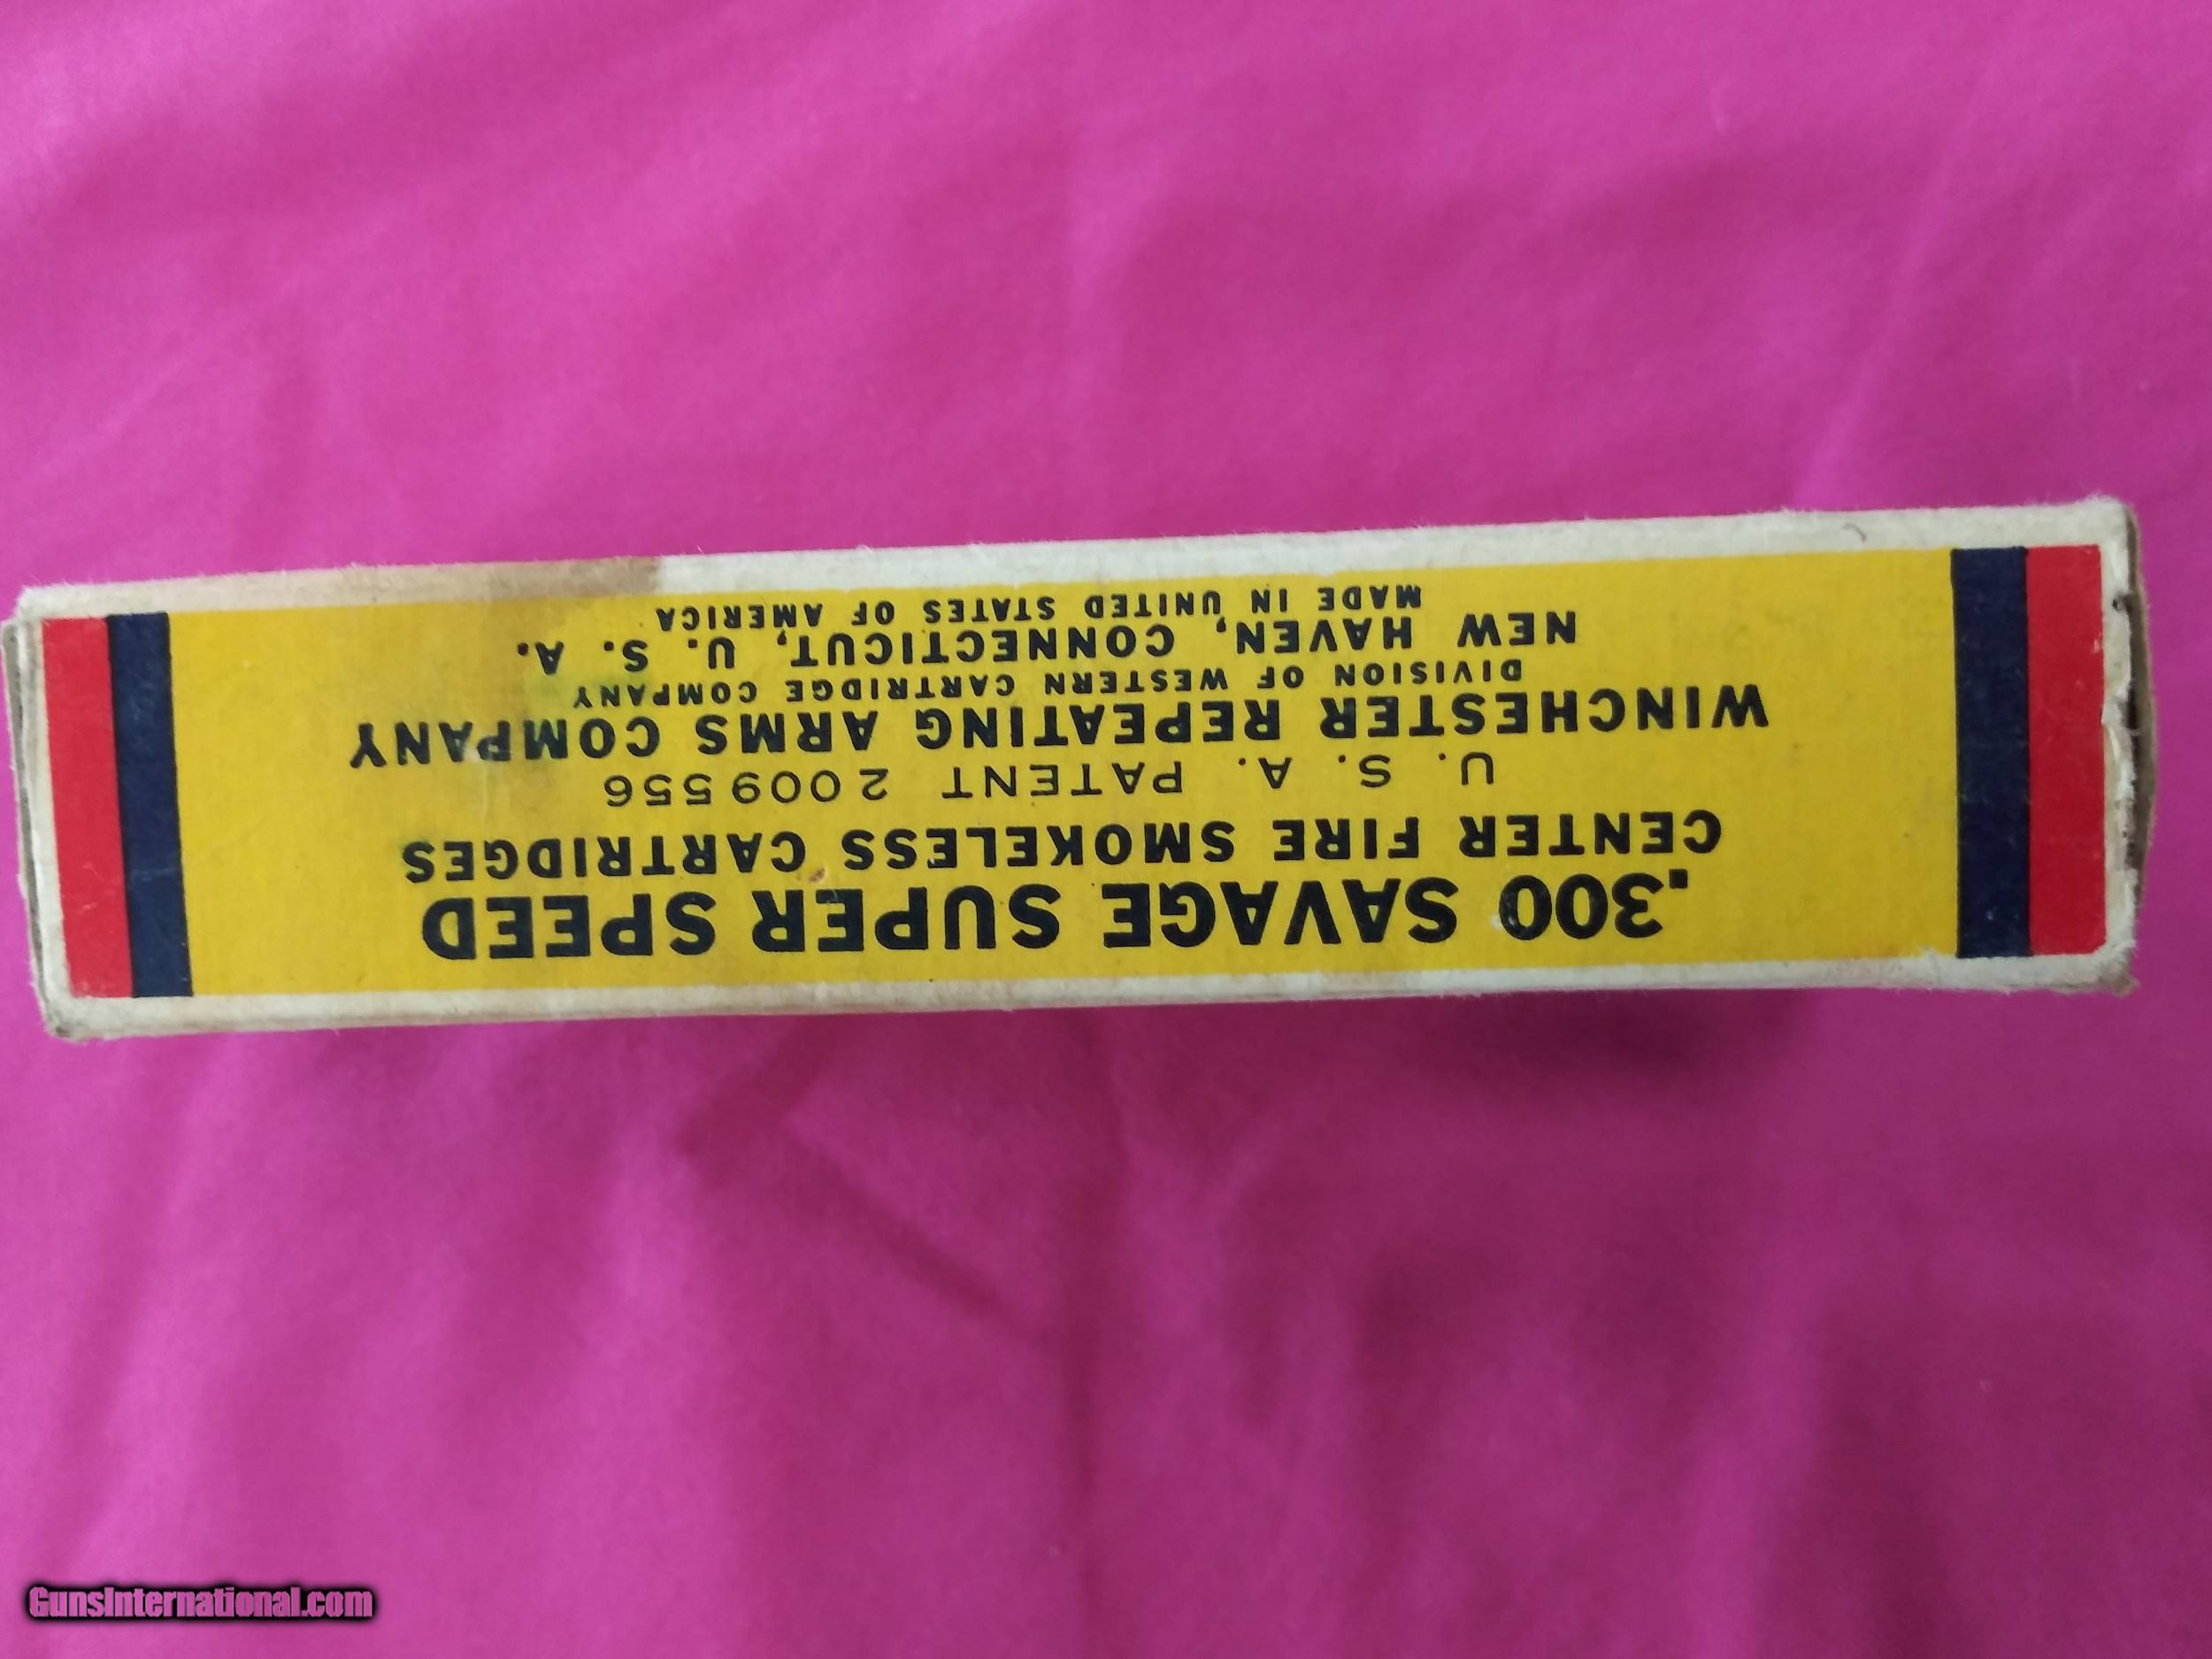 .300 SAVAGE SUPER SPEED
CENTER FIRE SMOKELESS CARTRIDGES
U. S. A. PATENT 2009556
WINCHESTER REPEATING ARMS COMPANY
DIVISION OF WESTERN CARTRIDGE COMPANY
NEW HAVEN, CONNECTICUT, U. S. A.
MADE IN UNITED STATES OF AMERICA
GunsInternational.com